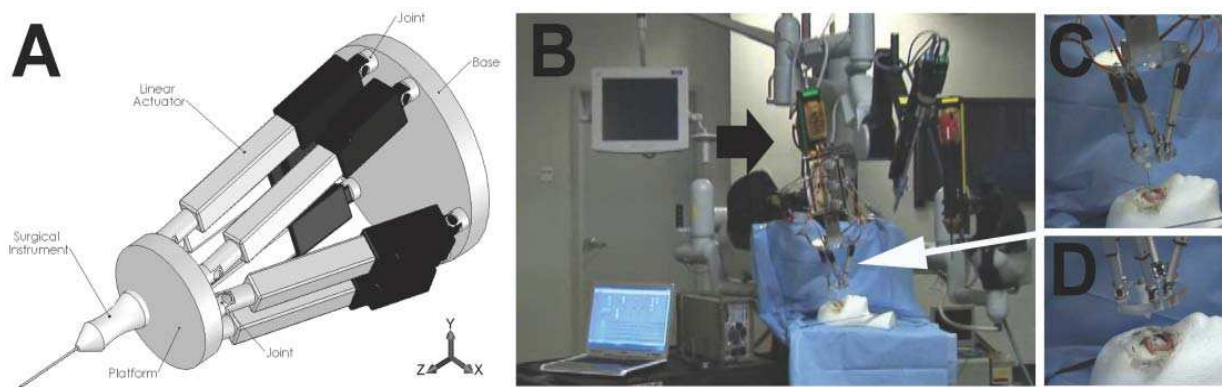 A
Joint
Base
Linear
Actuator
Surgical
Instrument
Joint
Platform
Y
Z
X
B
C
D